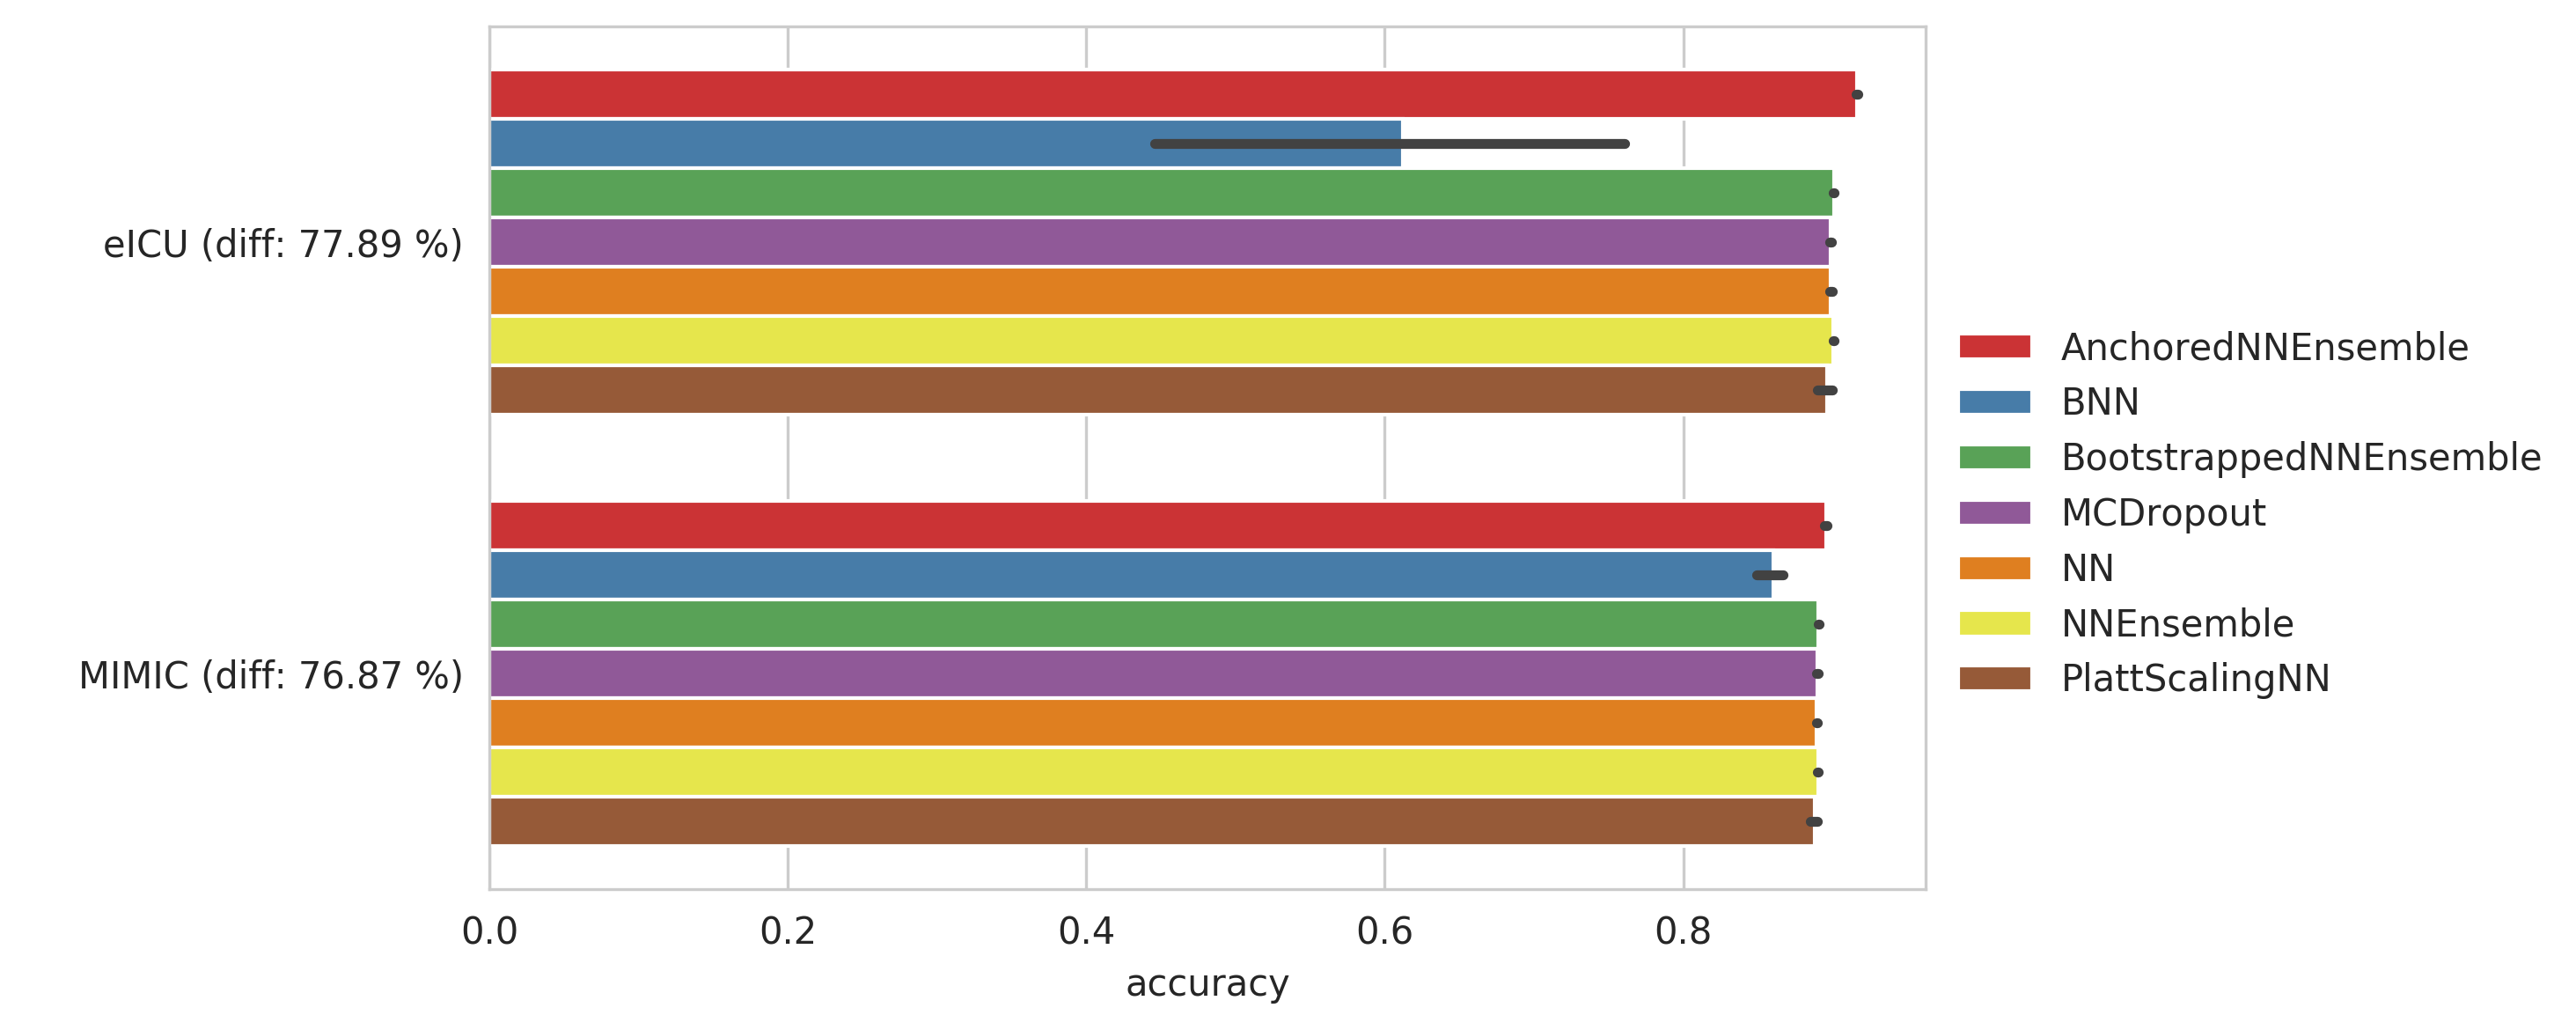 eICU (diff: 77.89 %)
MIMIC (diff: 76.87 %)
0.0
0.2
0.4
0.6
0.8
accuracy
AnchoredNNEnsemble
BNN
BootstrappedNNEnsemble
MCDropout
NN
NNEnsemble
PlattScalingNN